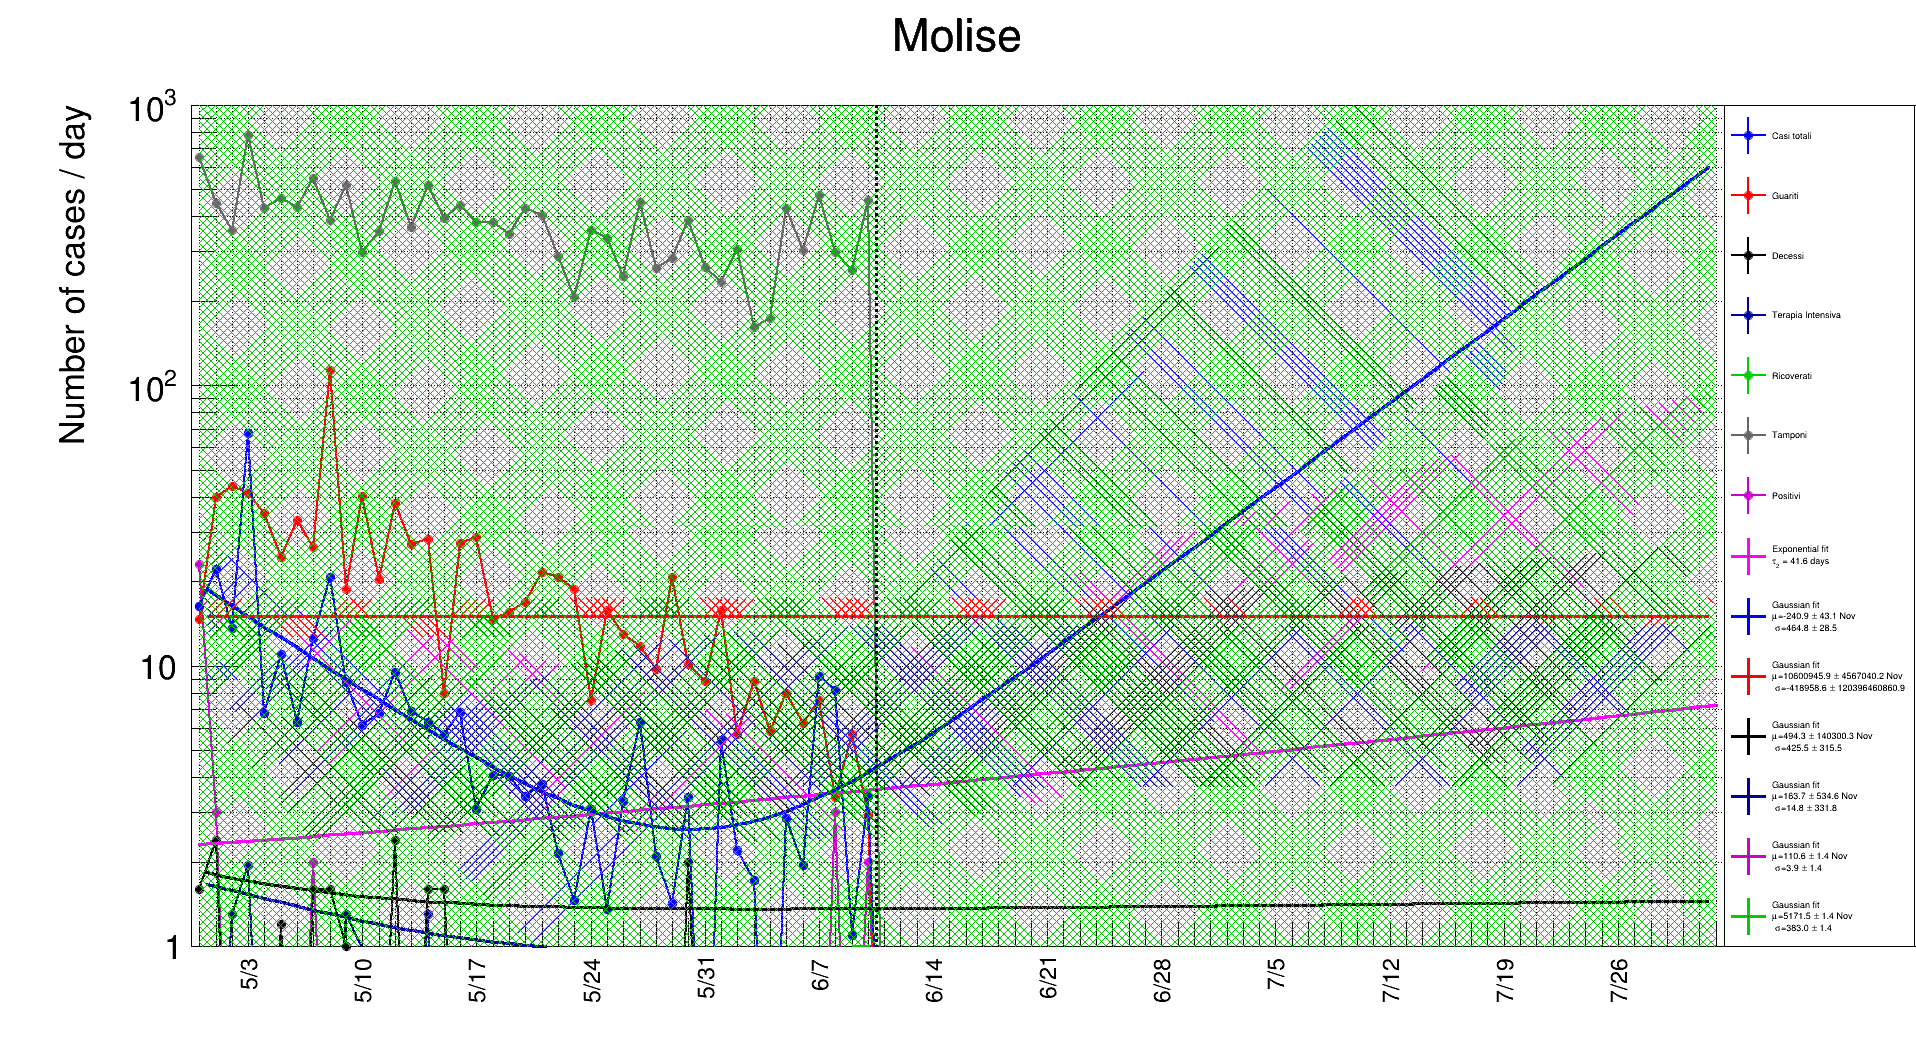 Molise
Number of cases / day
10³
10²
10
1
5/3
5/10
5/17
5/24
5/31
6/7
6/14
6/21
6/28
7/5
7/12
7/19
7/26
Casi totali
Guariti
Decessi
Terapia Intensiva
Ricoverati
Tamponi
Positivi
Exponential fit
τ₂ = 41.6 days
Gaussian fit
μ=-240.9 ± 43.1 Nov
σ=464.8 ± 28.5
Gaussian fit
μ=10600945.9 ± 4567040.2 Nov
σ=-418958.6 ± 120396460860.9
Gaussian fit
μ=494.3 ± 140300.3 Nov
σ=425.5 ± 315.5
Gaussian fit
μ=163.7 ± 534.6 Nov
σ=14.8 ± 331.8
Gaussian fit
μ=110.6 ± 1.4 Nov
σ=3.9 ± 1.4
Gaussian fit
μ=5171.5 ± 1.4 Nov
σ=383.0 ± 1.4